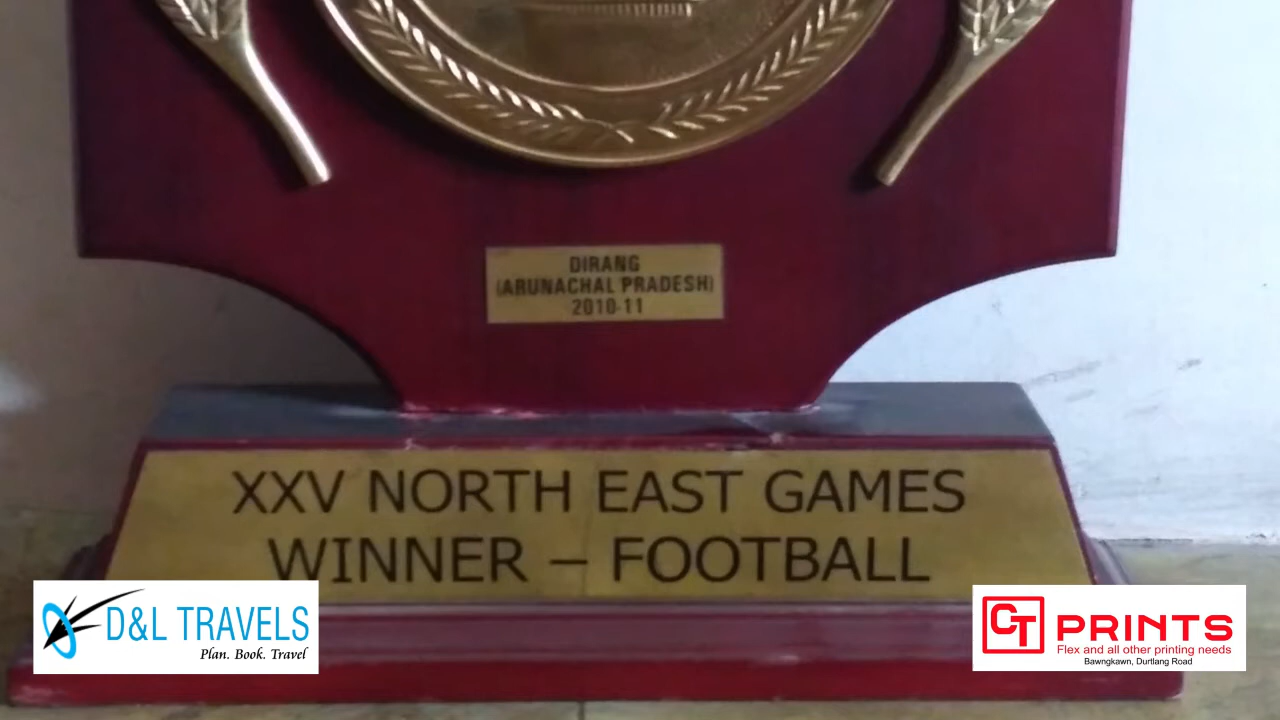 DIRANG
(ARUNACHAL PRADESH)
2010-11
XXV NORTH EAST GAMES
WINNER – FOOTBALL
D&L TRAVELS
Plan. Book. Travel
CT PRINTS
Flex and all other printing needs
Bawngkawn, Durtlang Road